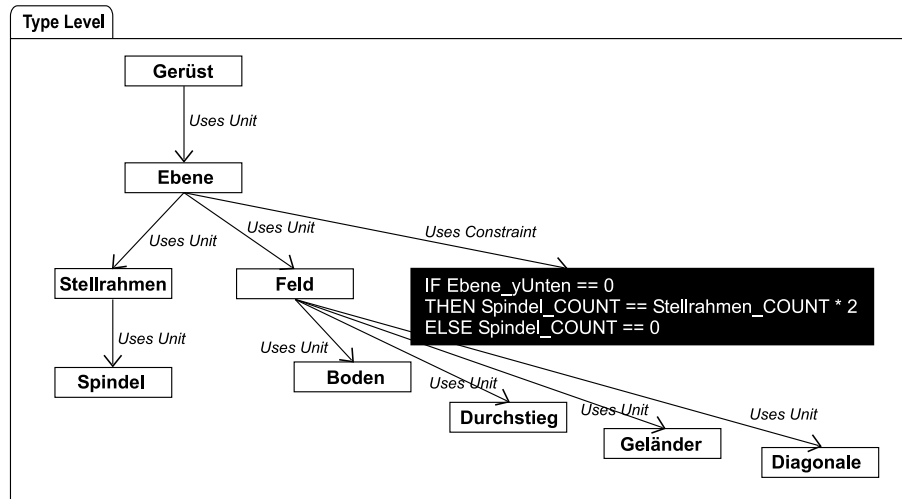 Type Level
Gerüst
Uses Unit
Ebene
Uses Unit
Uses Unit
Uses Constraint
Stellrahmen
Feld
IF Ebene_yUnten == 0
THEN Spindel_COUNT == Stellrahmen_COUNT * 2
ELSE Spindel_COUNT == 0
Uses Unit
Uses Unit
Uses Unit
Uses Unit
Uses Unit
Spindel
Boden
Durchstieg
Geländer
Diagonale